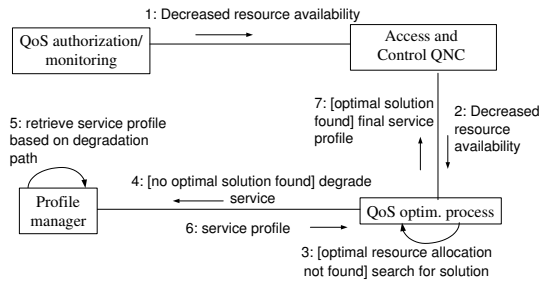 1: Decreased resource availability
QoS authorization/
monitoring
Access and
Control QNC
7: [optimal solution
found] final service
profile
2: Decreased
resource
availability
5: retrieve service profile
based on degradation
path
4: [no optimal solution found] degrade
service
Profile
manager
QoS optim. process
6: service profile
3: [optimal resource allocation
not found] search for solution